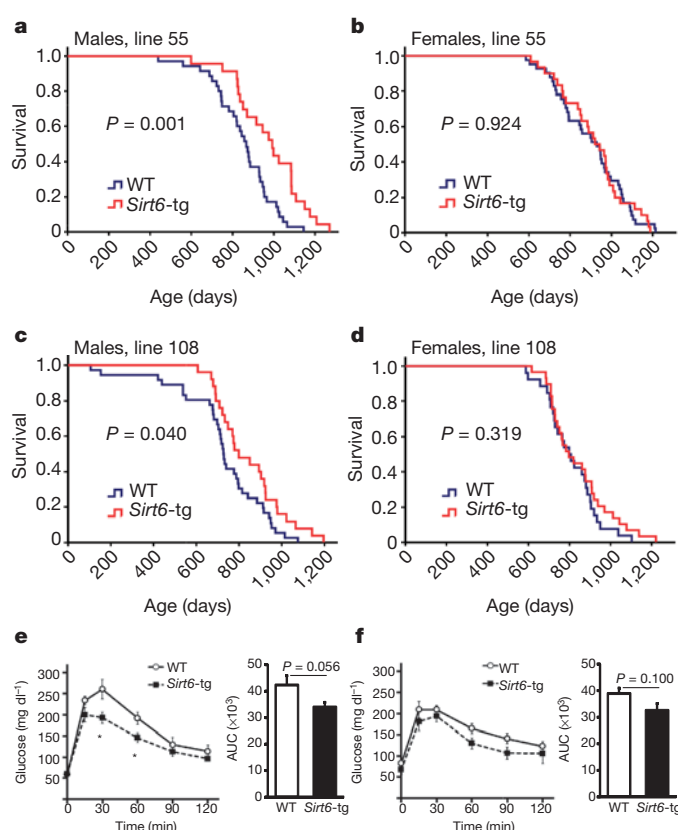 a Males, line 55
1.0
0.8
0.6
0.4
0.2
0
Survival
P = 0.001
WT
Sirt6-tg
0 200 400 600 800 1,000 1,200
Age (days)
b Females, line 55
1.0
0.8
0.6
0.4
0.2
0
Survival
P = 0.924
WT
Sirt6-tg
0 200 400 600 800 1,000 1,200
Age (days)
c Males, line 108
1.0
0.8
0.6
0.4
0.2
0
Survival
P = 0.040
WT
Sirt6-tg
0 200 400 600 800 1,000 1,200
Age (days)
d Females, line 108
1.0
0.8
0.6
0.4
0.2
0
Survival
P = 0.319
WT
Sirt6-tg
0 200 400 600 800 1,000 1,200
Age (days)
e
WT
Sirt6-tg
300
250
200
150
100
50
Glucose (mg dl⁻¹)
*
*
0 30 60 90 120
Time (min)
50
40
30
20
10
0
AUC (×10³)
P = 0.056
WT Sirt6-tg
f
WT
Sirt6-tg
300
250
200
150
100
50
Glucose (mg dl⁻¹)
0 30 60 90 120
Time (min)
50
40
30
20
10
0
AUC (×10³)
P = 0.100
WT Sirt6-tg